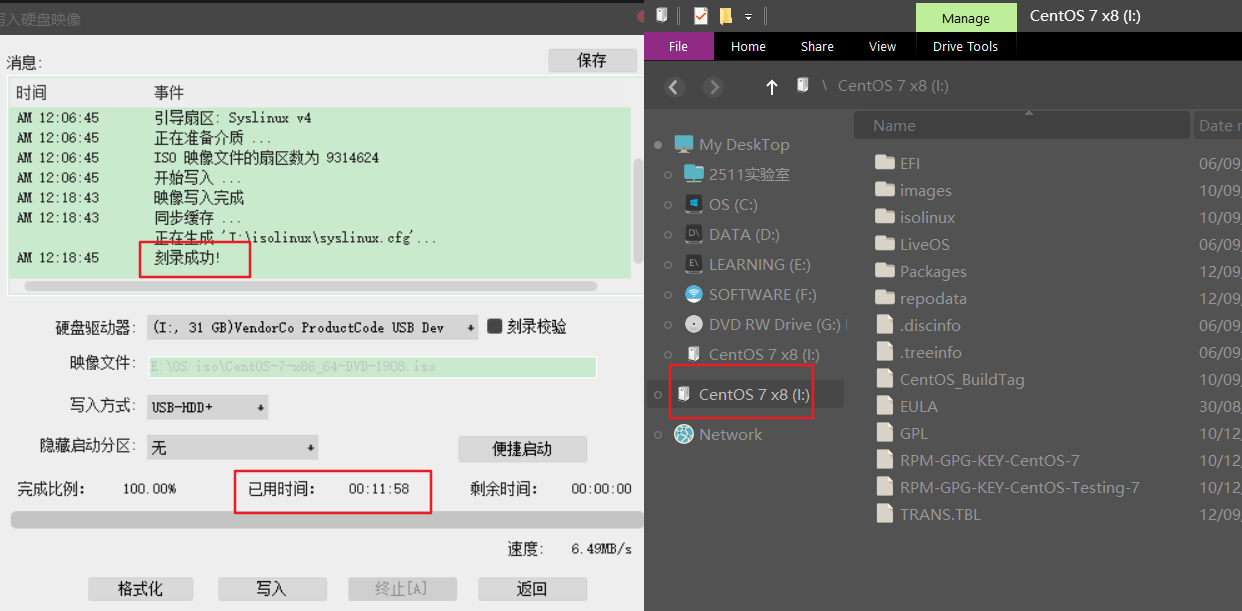 写入硬盘映像
消息:
保存
时间 事件
AM 12:06:45 引导扇区: Syslinux v4
AM 12:06:45 正在准备介质 ...
AM 12:06:45 ISO 映像文件的扇区数为 9314624
AM 12:06:45 开始写入 ...
AM 12:18:43 映像写入完成
AM 12:18:43 同步缓存 ...
正在生成 'I:\isolinux\syslinux.cfg'...
AM 12:18:45 刻录成功!
硬盘驱动器: (I:, 31 GB)VendorCo ProductCode USB Dev 刻录校验
映像文件: E:\OS iso\CentOS-7-x86_64-DVD-1908.iso
写入方式: USB-HDD+
隐藏启动分区: 无 便捷启动
完成比例: 100.00% 已用时间: 00:11:58 剩余时间: 00:00:00
速度: 6.49MB/s
格式化 写入 终止[A] 返回
Manage CentOS 7 x8 (I:)
File Home Share View Drive Tools
\ CentOS 7 x8 (I:)
My DeskTop
2511实验室
OS (C:)
DATA (D:)
LEARNING (E:)
SOFTWARE (F:)
DVD RW Drive (G:)
CentOS 7 x8 (I:)
CentOS 7 x8 (I:)
Network
Name Date
EFI 06/09
images 10/09
isolinux 10/09
LiveOS 06/09
Packages 12/09
repodata 12/09
.discinfo 06/09
.treeinfo 06/09
CentOS_BuildTag 10/09
EULA 30/08
GPL 10/12
RPM-GPG-KEY-CentOS-7 10/12
RPM-GPG-KEY-CentOS-Testing-7 10/12
TRANS.TBL 12/09